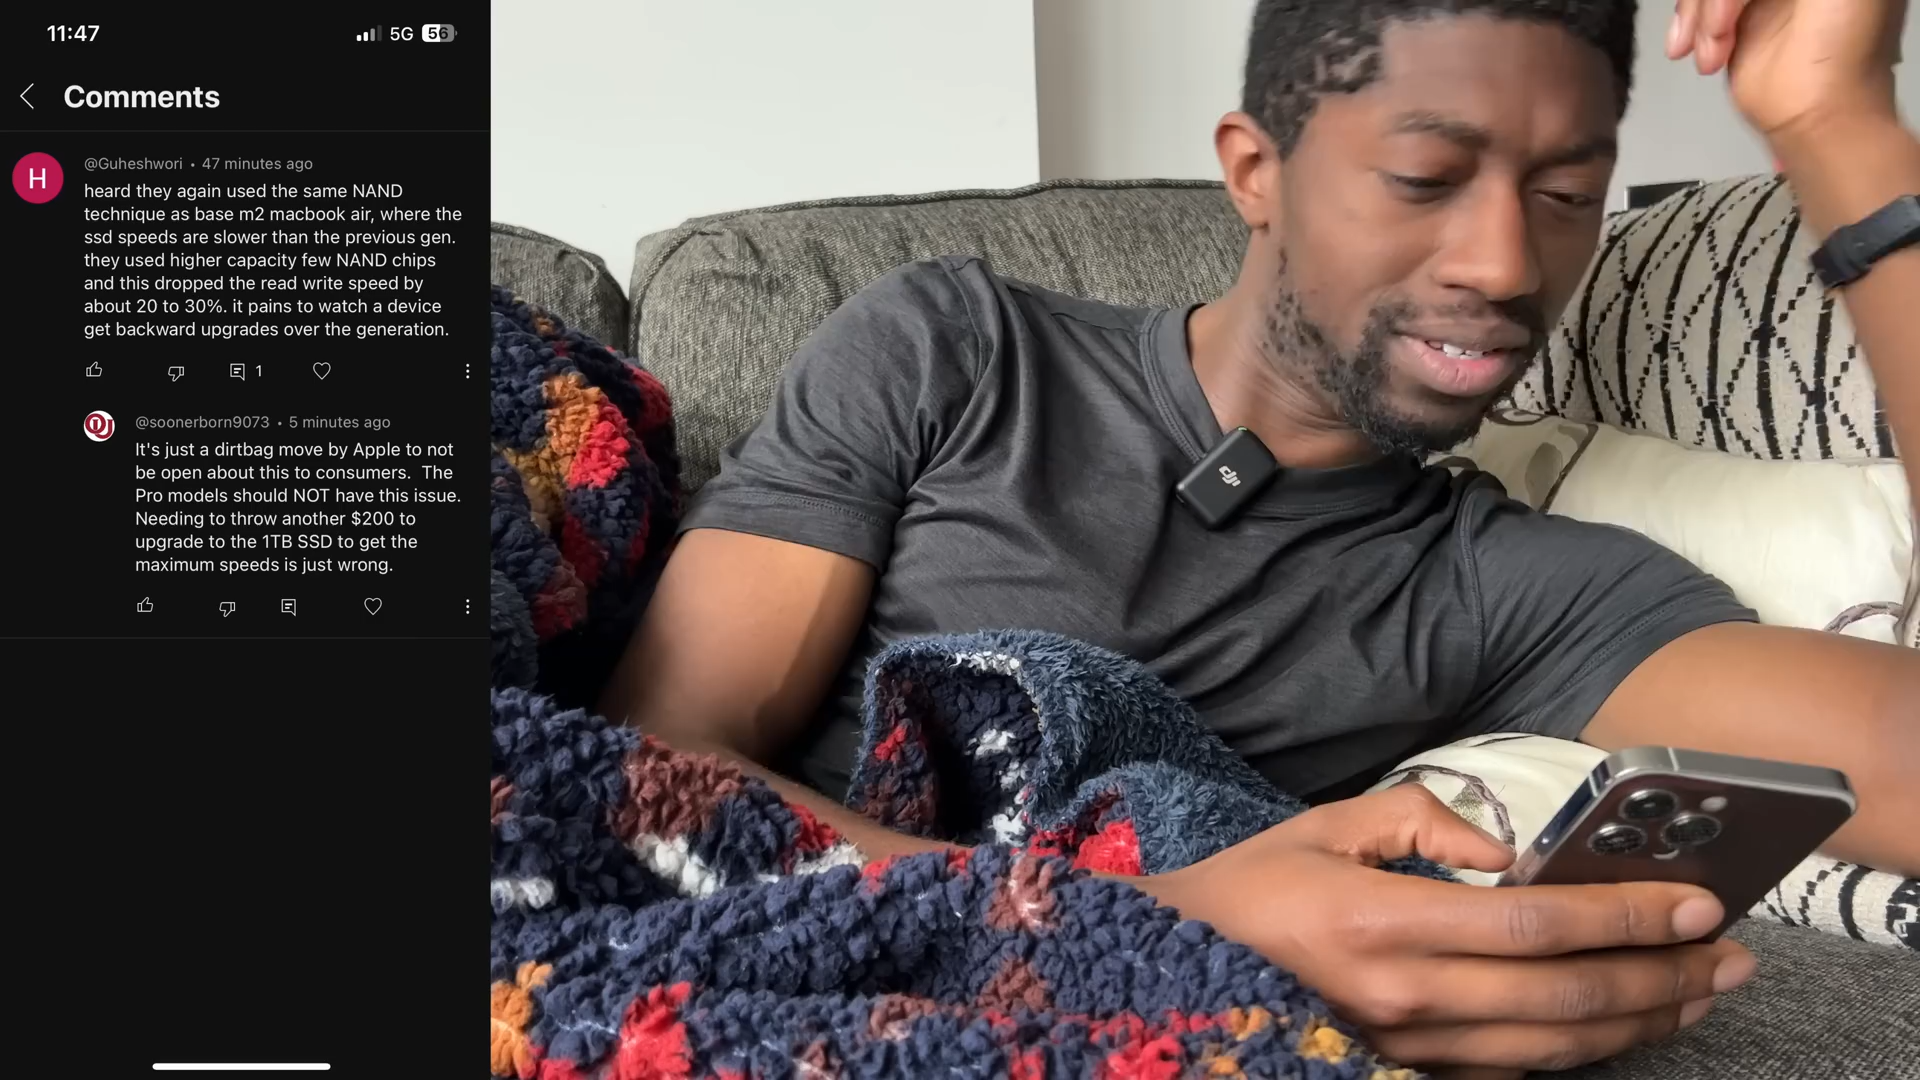 11:47
5G
56
Comments
H
@Guheshwori • 47 minutes ago
heard they again used the same NAND
technique as base m2 macbook air, where the
ssd speeds are slower than the previous gen.
they used higher capacity few NAND chips
and this dropped the read write speed by
about 20 to 30%. it pains to watch a device
get backward upgrades over the generation.
1
@soonerborn9073 • 5 minutes ago
It's just a dirtbag move by Apple to not
be open about this to consumers.  The
Pro models should NOT have this issue.
Needing to throw another $200 to
upgrade to the 1TB SSD to get the
maximum speeds is just wrong.
dji